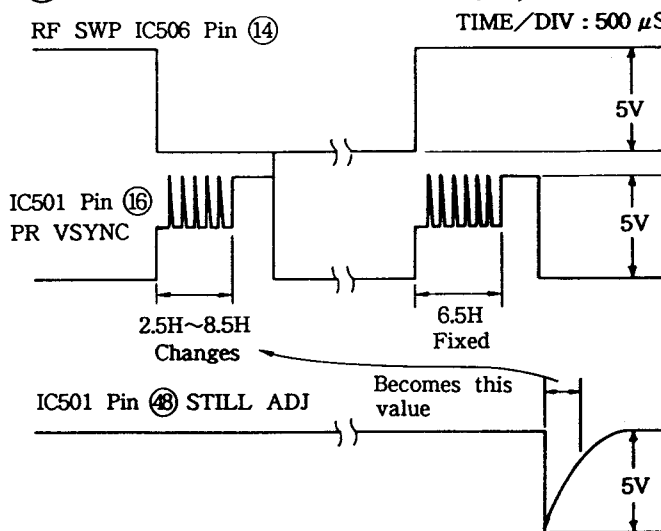 RF SWP IC506 Pin ⑭
TIME/DIV : 500 μS
5V
IC501 Pin ⑯
PR VSYNC
5V
2.5H~8.5H
Changes
6.5H
Fixed
Becomes this
value
IC501 Pin ㊽ STILL ADJ
5V